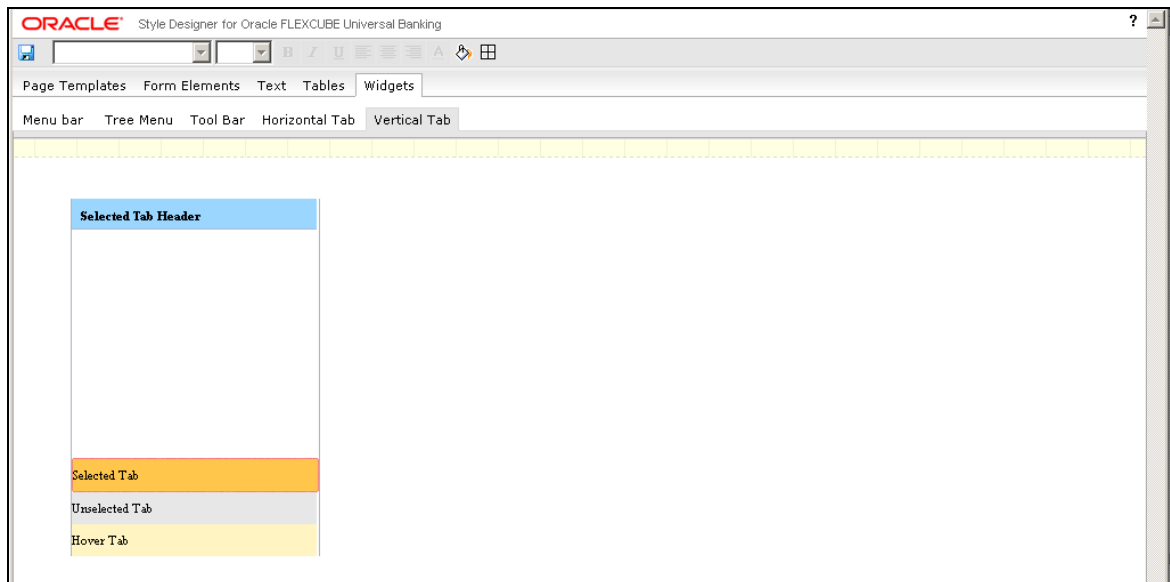 ORACLE Style Designer for Oracle FLEXCUBE Universal Banking ?
B I U A
Page Templates Form Elements Text Tables Widgets
Menu bar Tree Menu Tool Bar Horizontal Tab Vertical Tab
Selected Tab Header
Selected Tab
Unselected Tab
Hover Tab